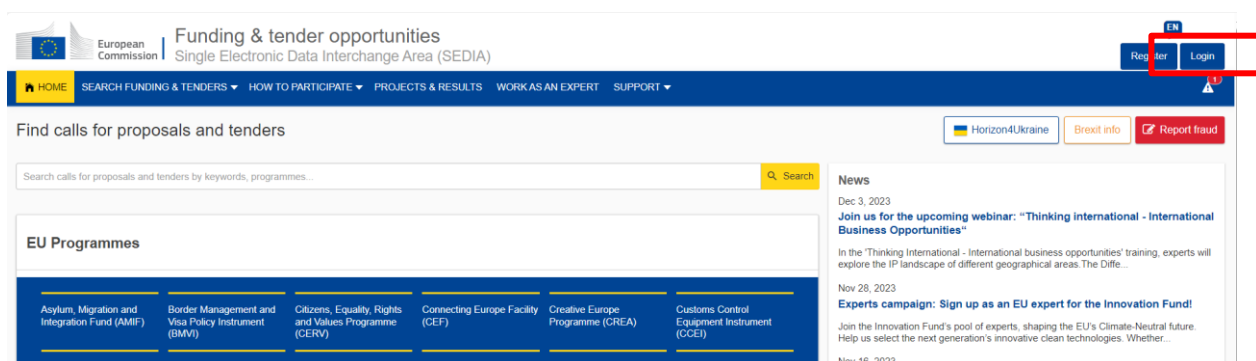 European
Commission
Funding & tender opportunities
Single Electronic Data Interchange Area (SEDIA)
EN
Register
Login
HOME
SEARCH FUNDING & TENDERS
HOW TO PARTICIPATE
PROJECTS & RESULTS
WORK AS AN EXPERT
SUPPORT
1
Find calls for proposals and tenders
Horizon4Ukraine
Brexit info
Report fraud
Search calls for proposals and tenders by keywords, programmes...
Search
EU Programmes
Asylum, Migration and
Integration Fund (AMIF)
Border Management and
Visa Policy Instrument
(BMVI)
Citizens, Equality, Rights
and Values Programme
(CERV)
Connecting Europe Facility
(CEF)
Creative Europe
Programme (CREA)
Customs Control
Equipment Instrument
(CCEI)
News
Dec 3, 2023
Join us for the upcoming webinar: “Thinking international - International
Business Opportunities“
In the 'Thinking International - International business opportunities' training, experts will
explore the IP landscape of different geographical areas.The Diffe...
Nov 28, 2023
Experts campaign: Sign up as an EU expert for the Innovation Fund!
Join the Innovation Fund's pool of experts, shaping the EU's Climate-Neutral future.
Help us select the next generation's innovative clean technologies. Whether...
Nov 16, 2023